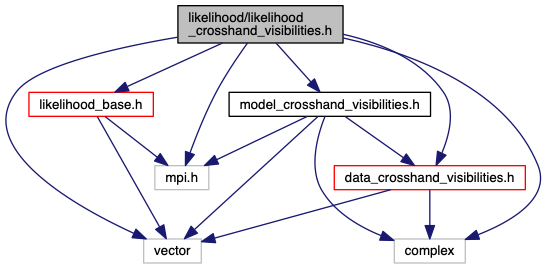 likelihood/likelihood
_crosshand_visibilities.h
likelihood_base.h
model_crosshand_visibilities.h
mpi.h
data_crosshand_visibilities.h
vector
complex